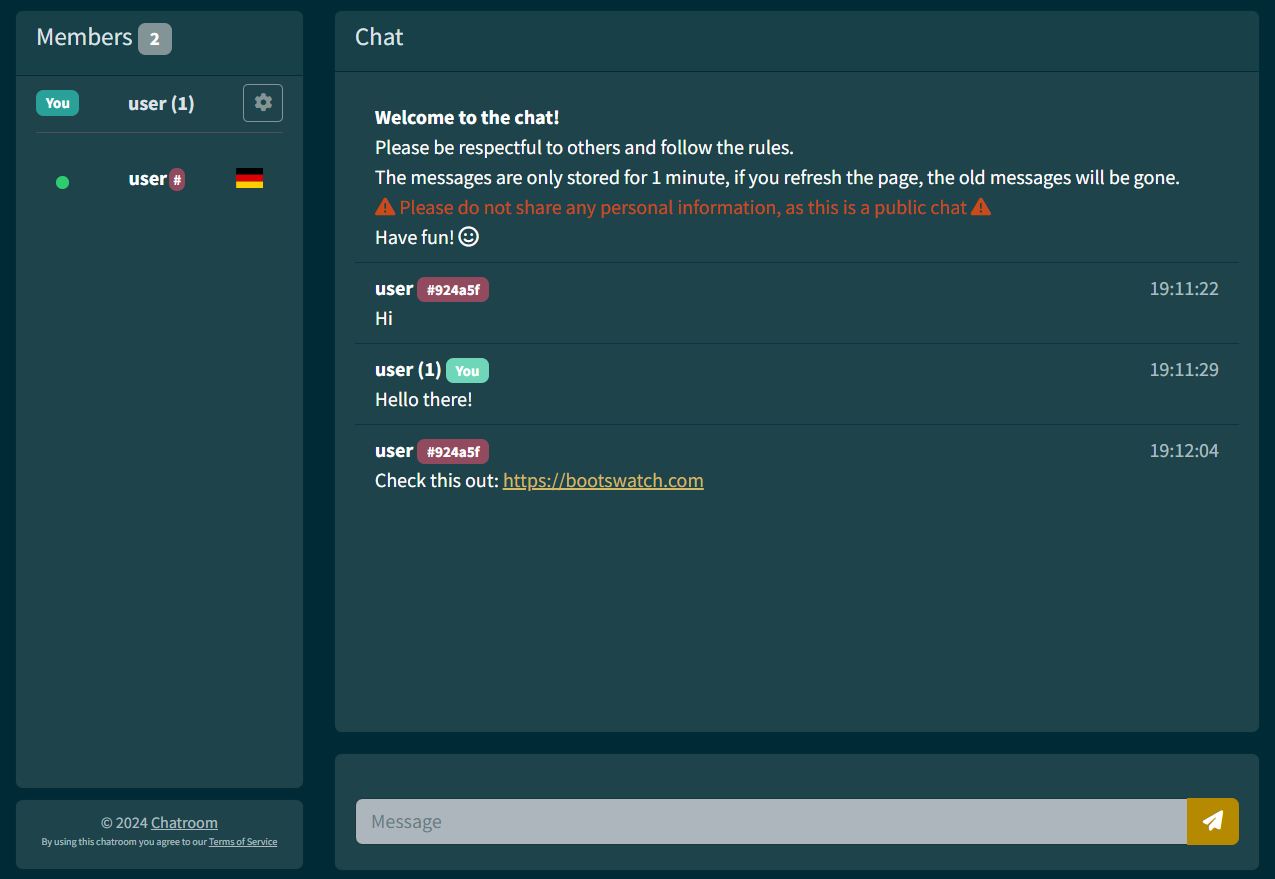 Members 2
You user (1)
user #
© 2024 Chatroom
By using this chatroom you agree to our Terms of Service
Chat
Welcome to the chat!
Please be respectful to others and follow the rules.
The messages are only stored for 1 minute, if you refresh the page, the old messages will be gone.
Please do not share any personal information, as this is a public chat
Have fun!
user #924a5f 19:11:22
Hi
user (1) You 19:11:29
Hello there!
user #924a5f 19:12:04
Check this out: https://bootswatch.com
Message